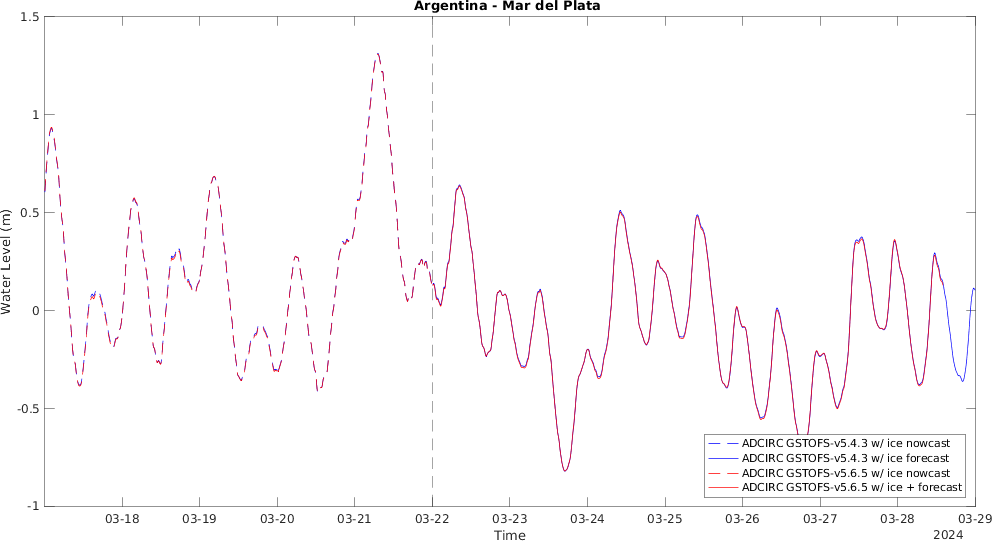 Argentina - Mar del Plata
1.5
1
0.5
0
-0.5
-1
Water Level (m)
ADCIRC GSTOFS-v5.4.3 w/ ice nowcast
ADCIRC GSTOFS-v5.4.3 w/ ice forecast
ADCIRC GSTOFS-v5.6.5 w/ ice nowcast
ADCIRC GSTOFS-v5.6.5 w/ ice + forecast
03-18 03-19 03-20 03-21 03-22 03-23 03-24 03-25 03-26 03-27 03-28 03-29
Time
2024